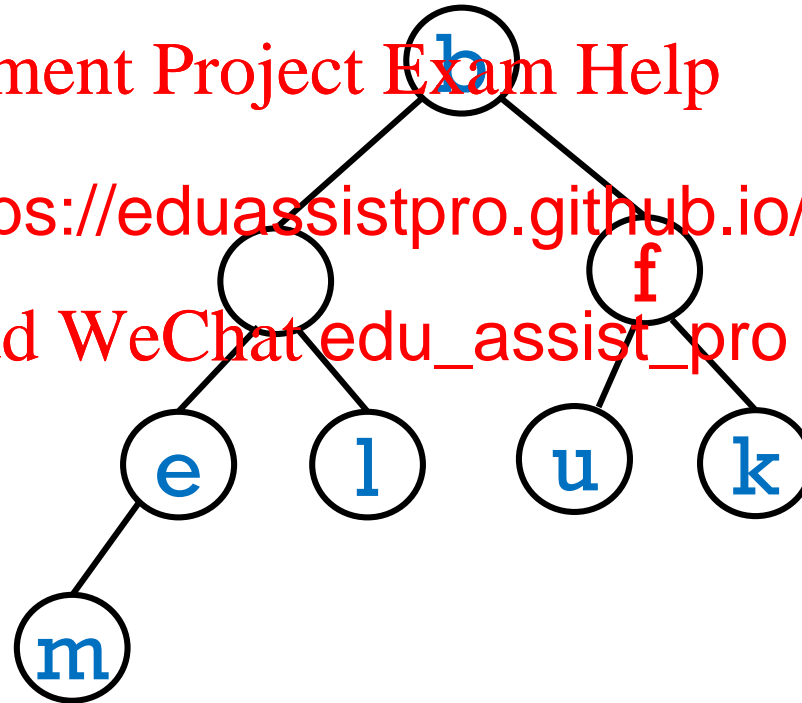 b
ment Project Exam Help
ps://eduassistpro.github.io/
f
d WeChat edu_assist_pro
e l u k
m